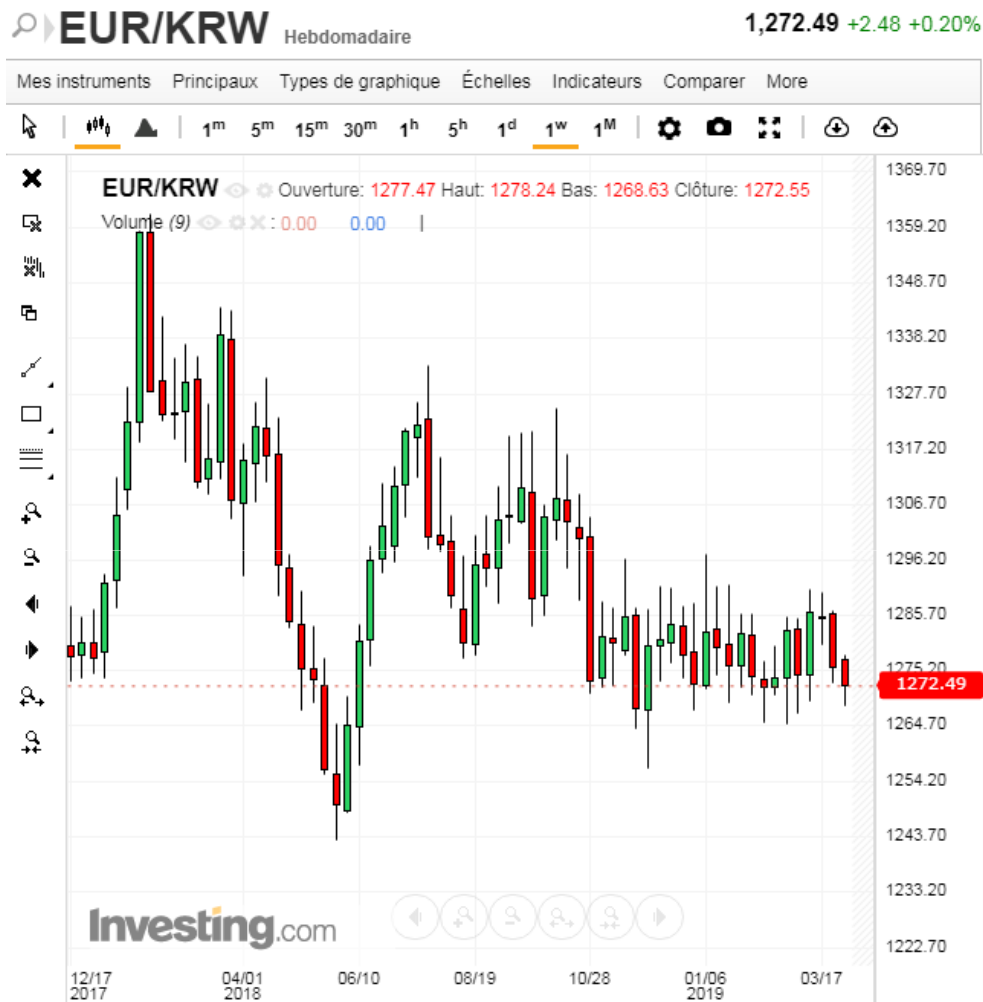 EUR/KRW Hebdomadaire 1,272.49 +2.48 +0.20%
Mes instruments Principaux Types de graphique Échelles Indicateurs Comparer More
1m 5m 15m 30m 1h 5h 1d 1w 1M
EUR/KRW Ouverture: 1277.47 Haut: 1278.24 Bas: 1268.63 Clôture: 1272.55
Volume (9) : 0.00 0.00
1369.70
1359.20
1348.70
1338.20
1327.70
1317.20
1306.70
1296.20
1285.70
1275.20
1272.49
1264.70
1254.20
1243.70
1233.20
1222.70
Investing.com
12/17 04/01 06/10 08/19 10/28 01/06 03/17
2017 2018 2019